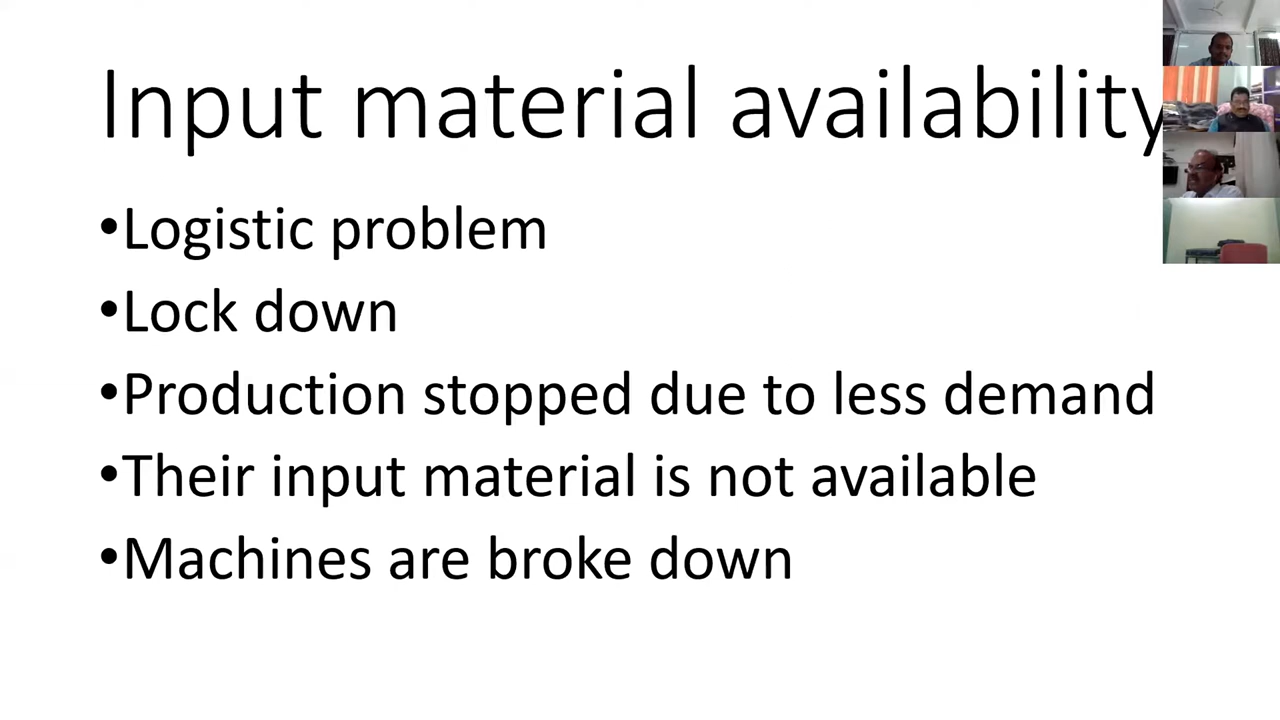 Input material availability
•Logistic problem
•Lock down
•Production stopped due to less demand
•Their input material is not available
•Machines are broke down